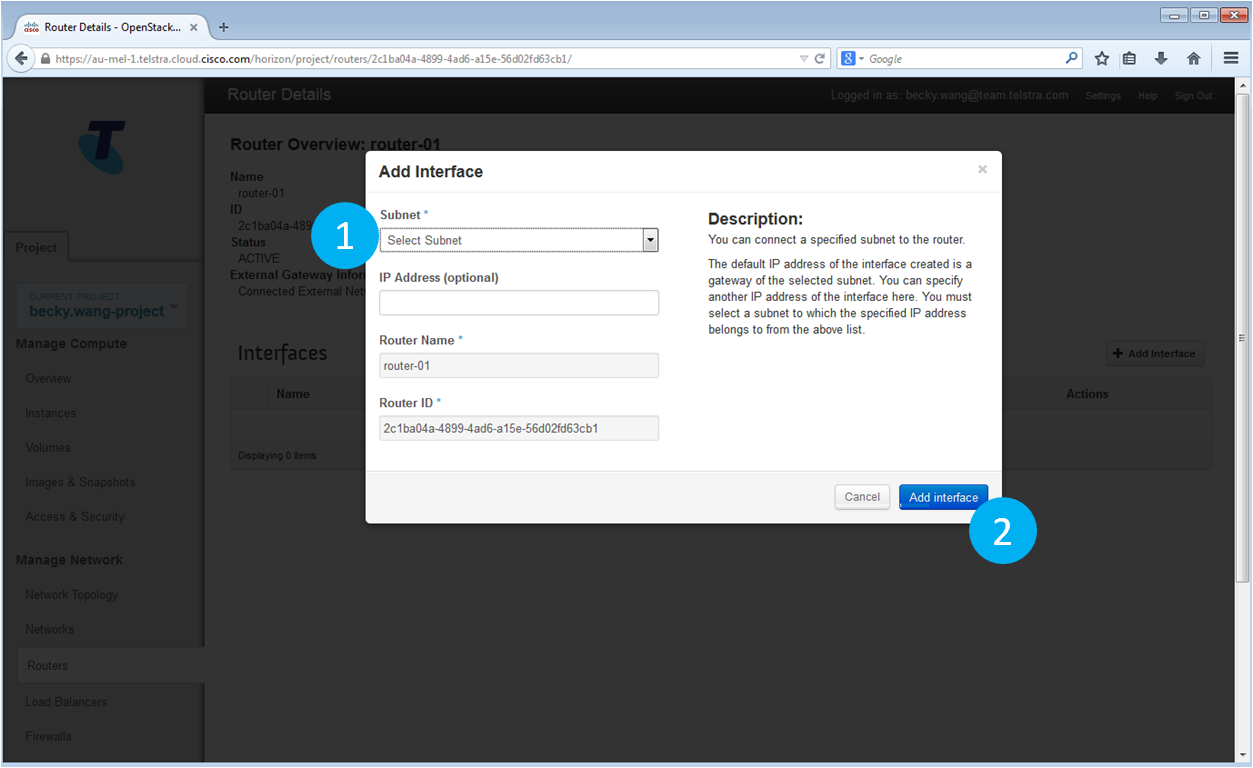 Router Details - OpenStack...
https://au-mel-1.telstra.cloud.cisco.com/horizon/project/routers/2c1ba04a-4899-4ad6-a15e-56d02fd63cb1/
Google
Router Details
Logged in as: becky.wang@team.telstra.com Settings Help Sign Out
Project
CURRENT PROJECT
becky.wang-project
Manage Compute
Overview
Instances
Volumes
Images & Snapshots
Access & Security
Manage Network
Network Topology
Networks
Routers
Load Balancers
Firewalls
Router Overview: router-01
Name
router-01
ID
2c1ba04a-489
Status
ACTIVE
External Gateway Infor
Connected External Net
Interfaces
Add Interface
Name Actions
Displaying 0 items
Add Interface
1
Subnet *
Select Subnet
IP Address (optional)
Router Name *
router-01
Router ID *
2c1ba04a-4899-4ad6-a15e-56d02fd63cb1
Description:
You can connect a specified subnet to the router.
The default IP address of the interface created is a
gateway of the selected subnet. You can specify
another IP address of the interface here. You must
select a subnet to which the specified IP address
belongs to from the above list.
Cancel
Add interface
2